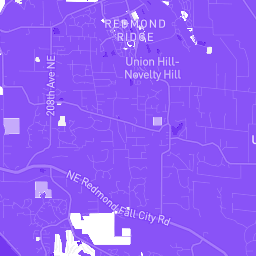 REDMOND
RIDGE
Union Hill-
Novelty Hill
208th Ave NE
U
NE Redmond Fall City Rd